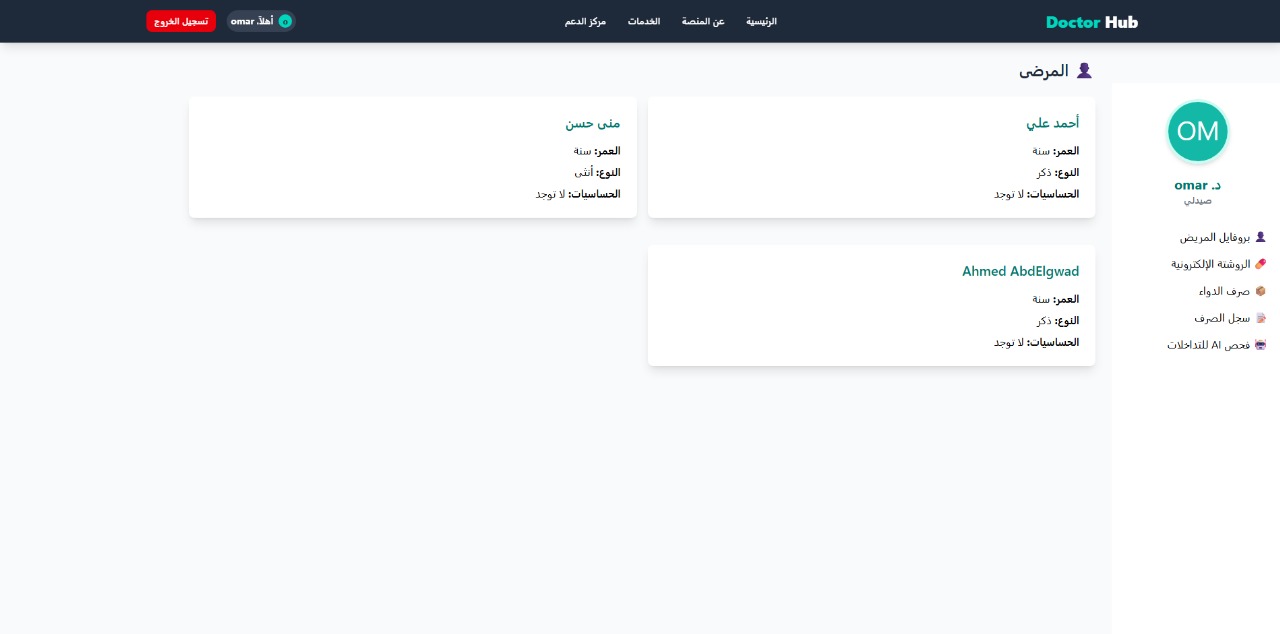 Doctor Hub
الرئيسية
عن المنصة
الخدمات
مركز الدعم
o
أهلاً، omar
تسجيل الخروج
OM
د. omar
صيدلي
بروفايل المريض
الروشتة الإلكترونية
صرف الدواء
سجل الصرف
فحص AI للتداخلات
المرضى
أحمد علي
العمر: سنة
النوع: ذكر
الحساسيات: لا توجد
منى حسن
العمر: سنة
النوع: أنثى
الحساسيات: لا توجد
Ahmed AbdElgwad
العمر: سنة
النوع: ذكر
الحساسيات: لا توجد